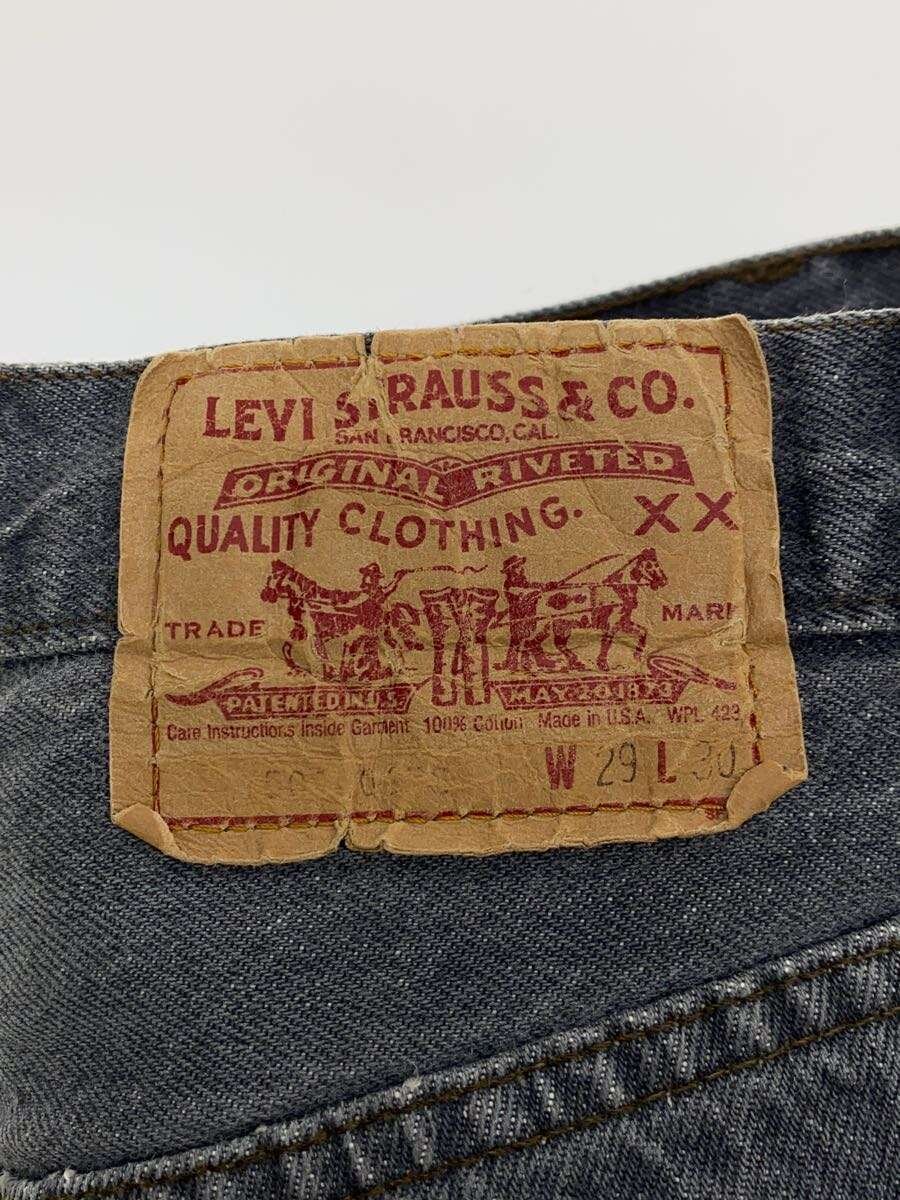 LEVI STRAUSS & CO.
SAN FRANCISCO, CAL.
ORIGINAL RIVETED
QUALITY CLOTHING. XX
TRADE MARK
PATENTED IN U.S. MAY 20 1873
Care Instructions Inside Garment 100% Cotton Made in U.S.A. WPL 423
W 29 L 30